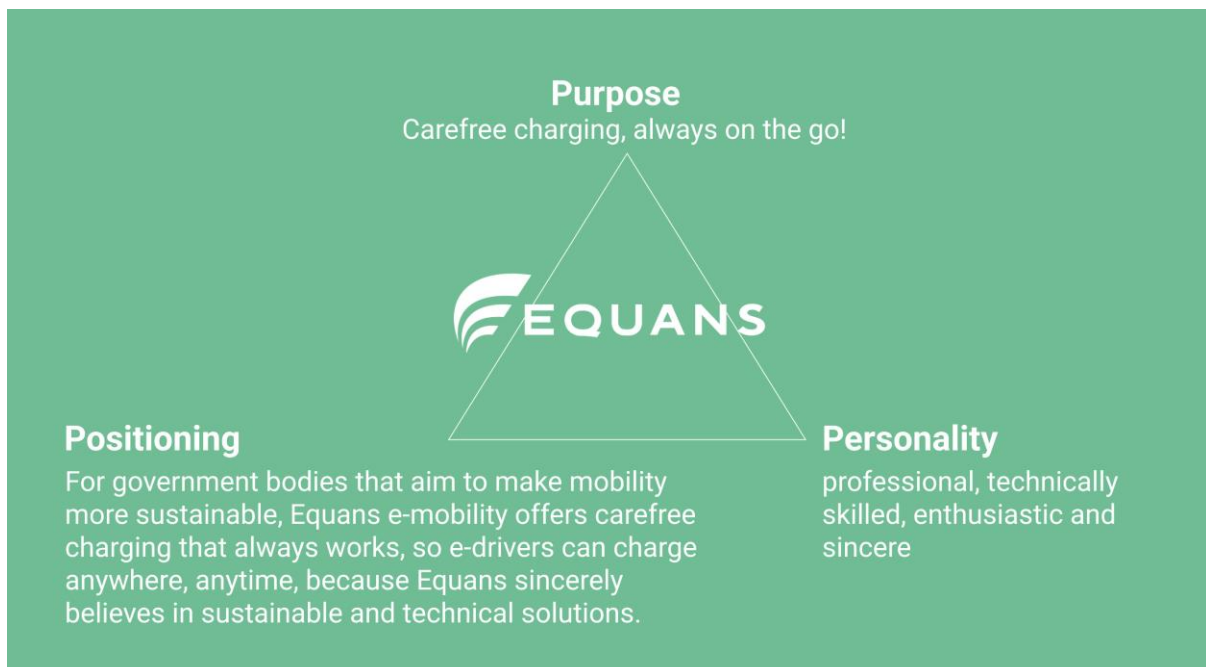 Purpose
Carefree charging, always on the go!
EQUANS
Positioning
For government bodies that aim to make mobility
more sustainable, Equans e-mobility offers carefree
charging that always works, so e-drivers can charge
anywhere, anytime, because Equans sincerely
believes in sustainable and technical solutions.
Personality
professional, technically
skilled, enthusiastic and
sincere